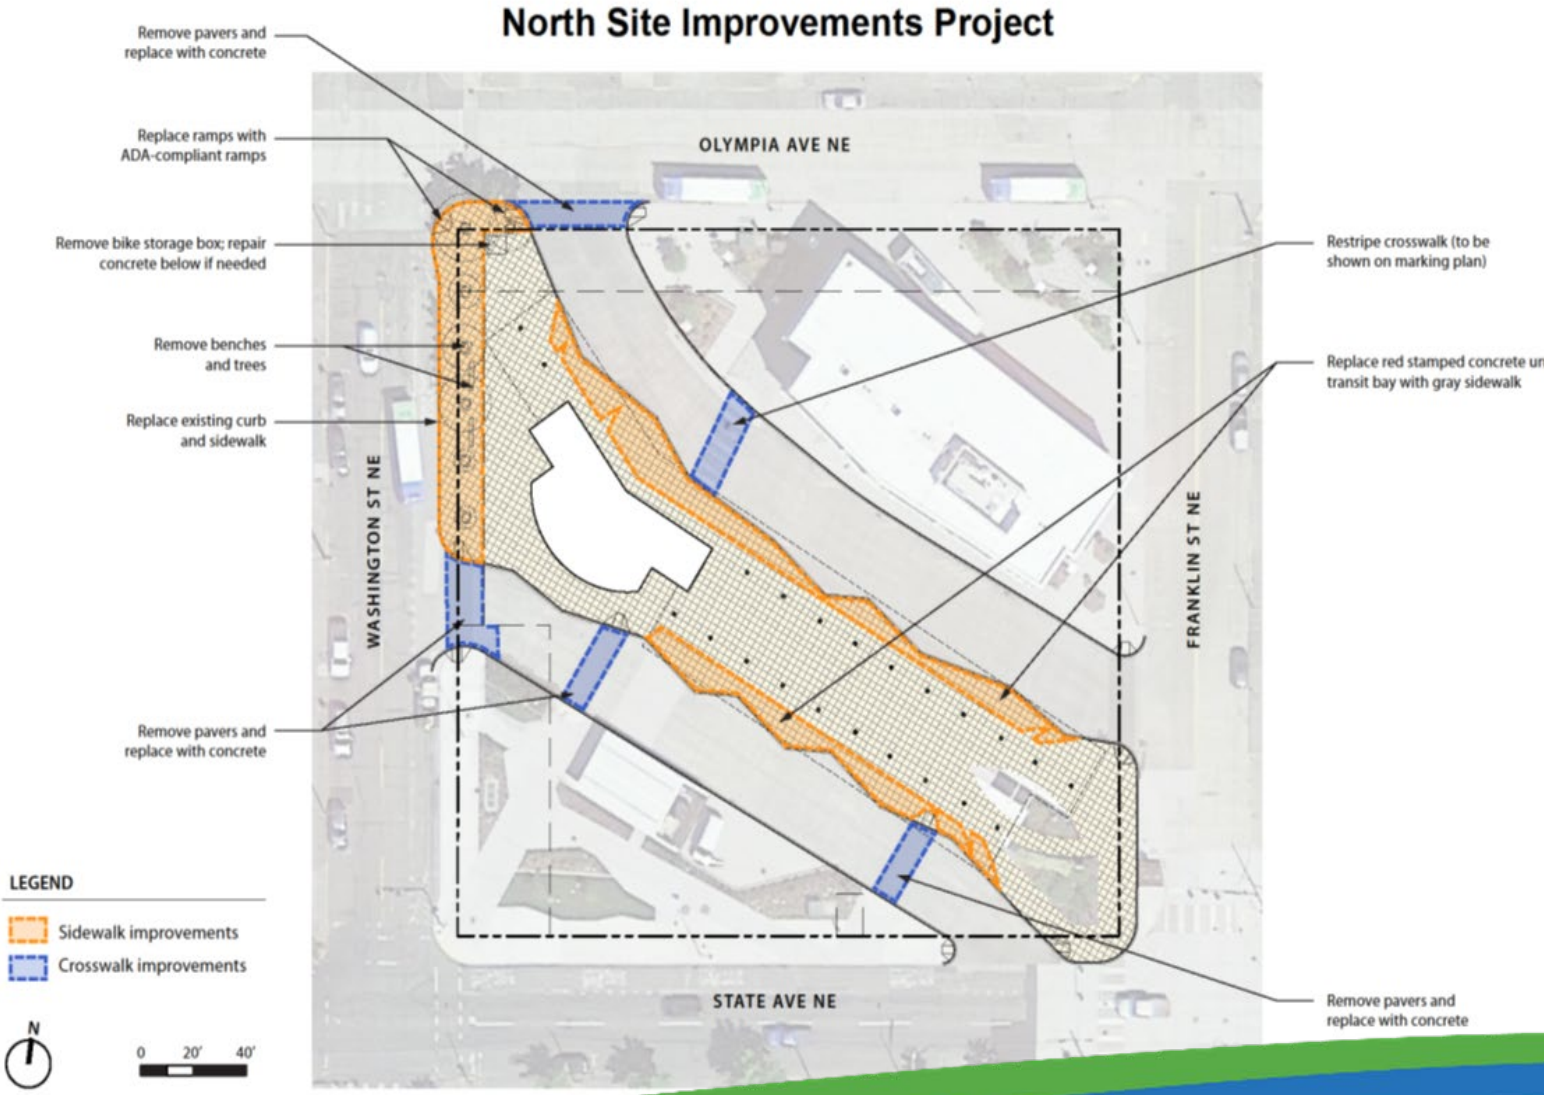 North Site Improvements Project
Remove pavers and
replace with concrete
Replace ramps with
ADA-compliant ramps
Remove bike storage box; repair
concrete below if needed
Remove benches
and trees
Replace existing curb
and sidewalk
Remove pavers and
replace with concrete
OLYMPIA AVE NE
WASHINGTON ST NE
FRANKLIN ST NE
STATE AVE NE
Restripe crosswalk (to be
shown on marking plan)
Replace red stamped concrete un
transit bay with gray sidewalk
Remove pavers and
replace with concrete
LEGEND
Sidewalk improvements
Crosswalk improvements
N
0 20' 40'